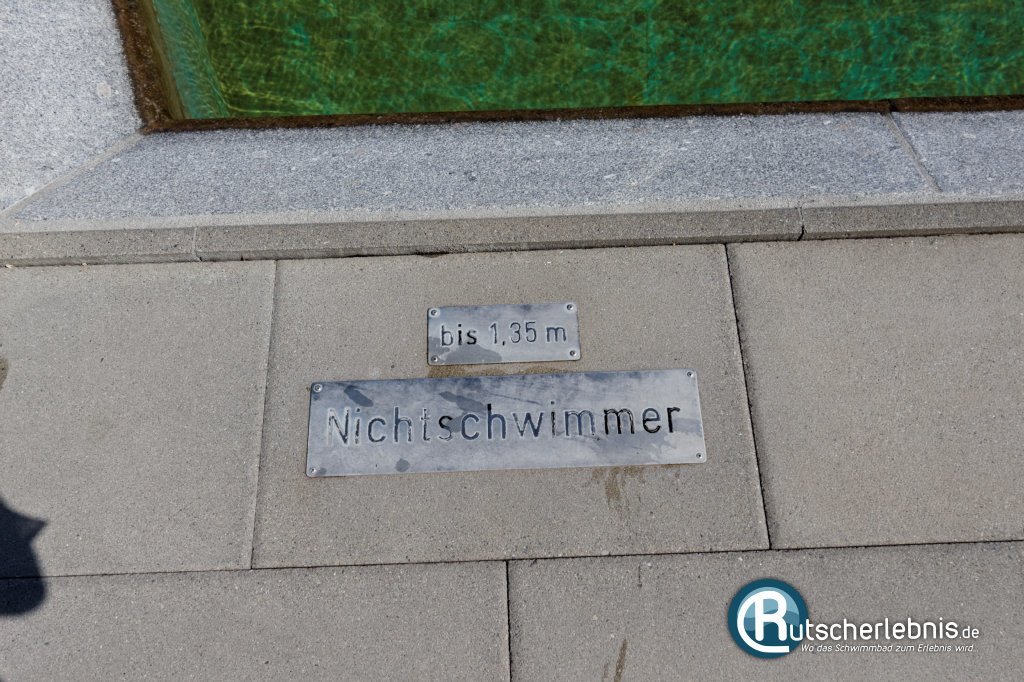 bis 1,35 m
Nichtschwimmer
Rutscherlebnis.de
Wo das Schwimmbad zum Erlebnis wird.